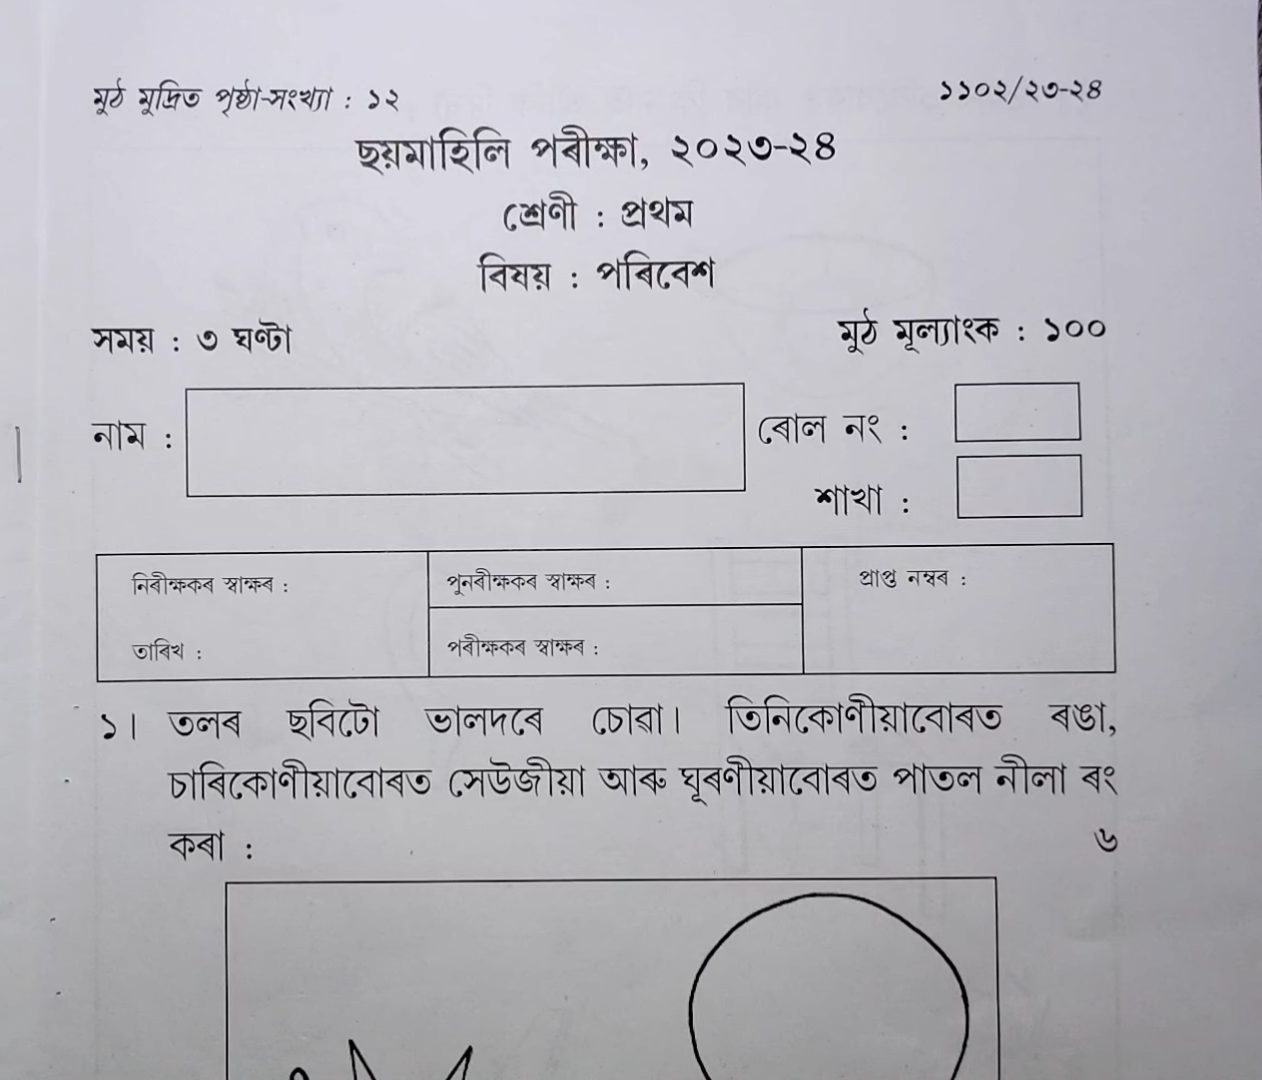 মুঠ মুদ্ৰিত পৃষ্ঠা-সংখ্যা : ১২
১১০২/২৩-২৪
ছয়মাহিলি পৰীক্ষা, ২০২৩-২৪
শ্ৰেণী : প্ৰথম
বিষয় : পৰিবেশ
সময় : ৩ ঘণ্টা
মুঠ মূল্যাংক : ১০০
নাম :
ৰোল নং :
শাখা :
নিৰীক্ষকৰ স্বাক্ষৰ :
পুনৰীক্ষকৰ স্বাক্ষৰ :
প্ৰাপ্ত নম্বৰ :
তাৰিখ :
পৰীক্ষকৰ স্বাক্ষৰ :
১। তলৰ ছবিটো ভালদৰে চোৱা। তিনিকোণীয়াবোৰত ৰঙা,
চাৰিকোণীয়াবোৰত সেউজীয়া আৰু ঘূৰণীয়াবোৰত পাতল নীলা ৰং
কৰা : ৬